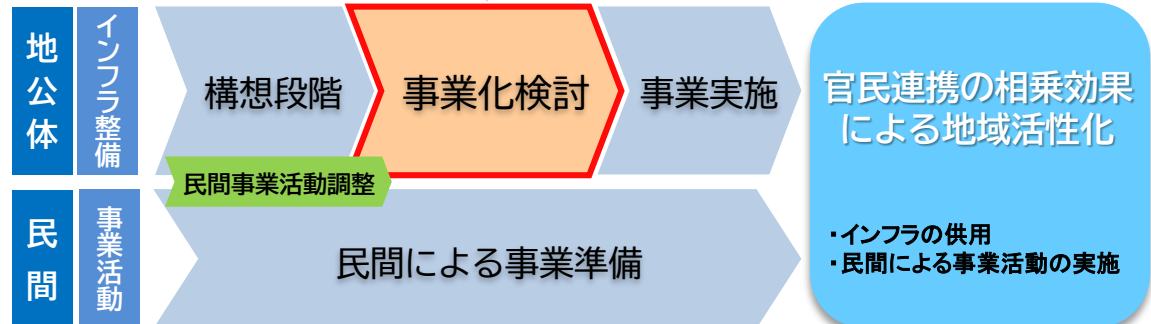 地公体
インフラ整備
構想段階
事業化検討
事業実施
民間事業活動調整
民間
事業活動
民間による事業準備
官民連携の相乗効果
による地域活性化
・インフラの供用
・民間による事業活動の実施